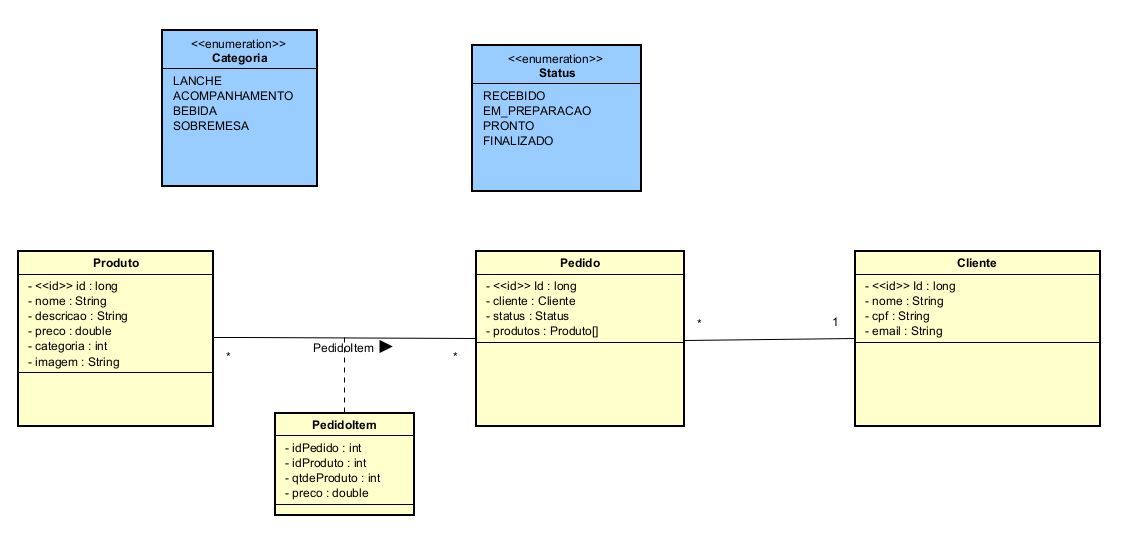 <<enumeration>>
Categoria
LANCHE
ACOMPANHAMENTO
BEBIDA
SOBREMESA
<<enumeration>>
Status
RECEBIDO
EM_PREPARACAO
PRONTO
FINALIZADO
Produto
- <<id>> id : long
- nome : String
- descricao : String
- preco : double
- categoria : int
- imagem : String
*
PedidoItem
*
Pedido
- <<id>> Id : long
- cliente : Cliente
- status : Status
- produtos : Produto[]
*
1
Cliente
- <<id>> Id : long
- nome : String
- cpf : String
- email : String
PedidoItem
- idPedido : int
- idProduto : int
- qtdeProduto : int
- preco : double